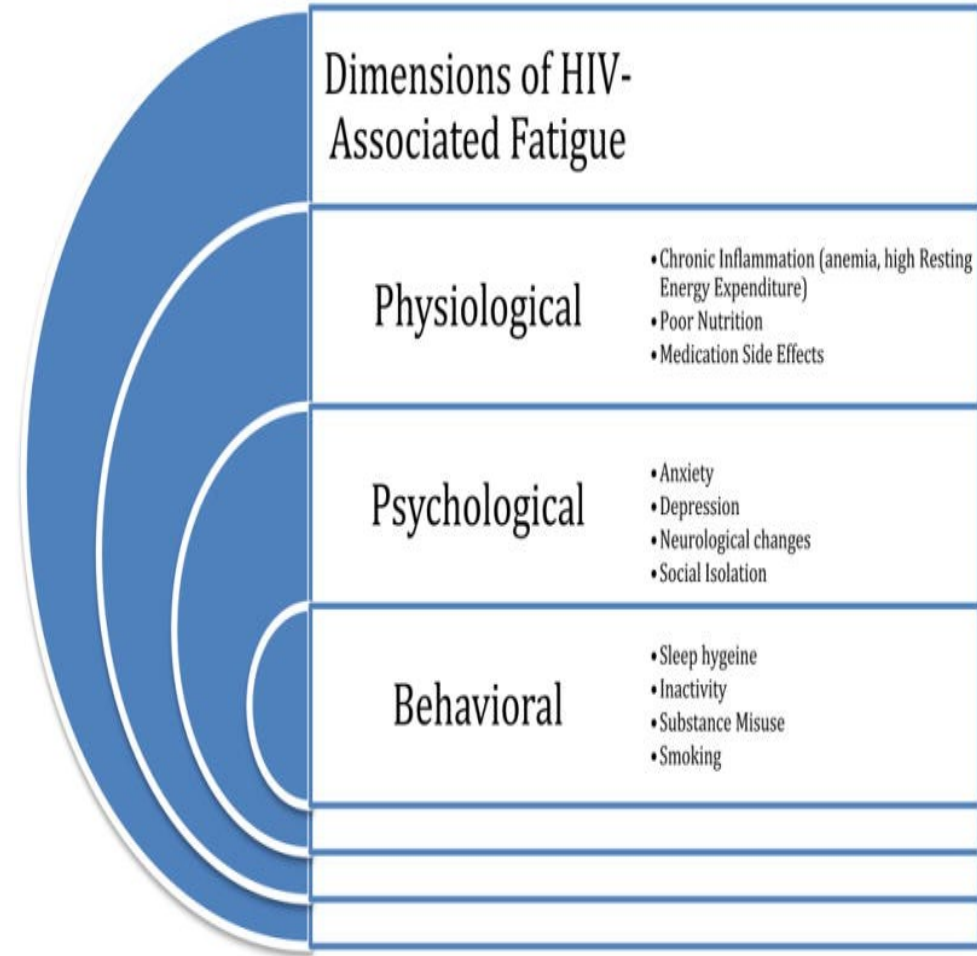 Dimensions of HIV-
Associated Fatigue
Physiological
• Chronic Inflammation (anemia, high Resting
Energy Expenditure)
• Poor Nutrition
• Medication Side Effects
Psychological
• Anxiety
• Depression
• Neurological changes
• Social Isolation
Behavioral
• Sleep hygeine
• Inactivity
• Substance Misuse
• Smoking